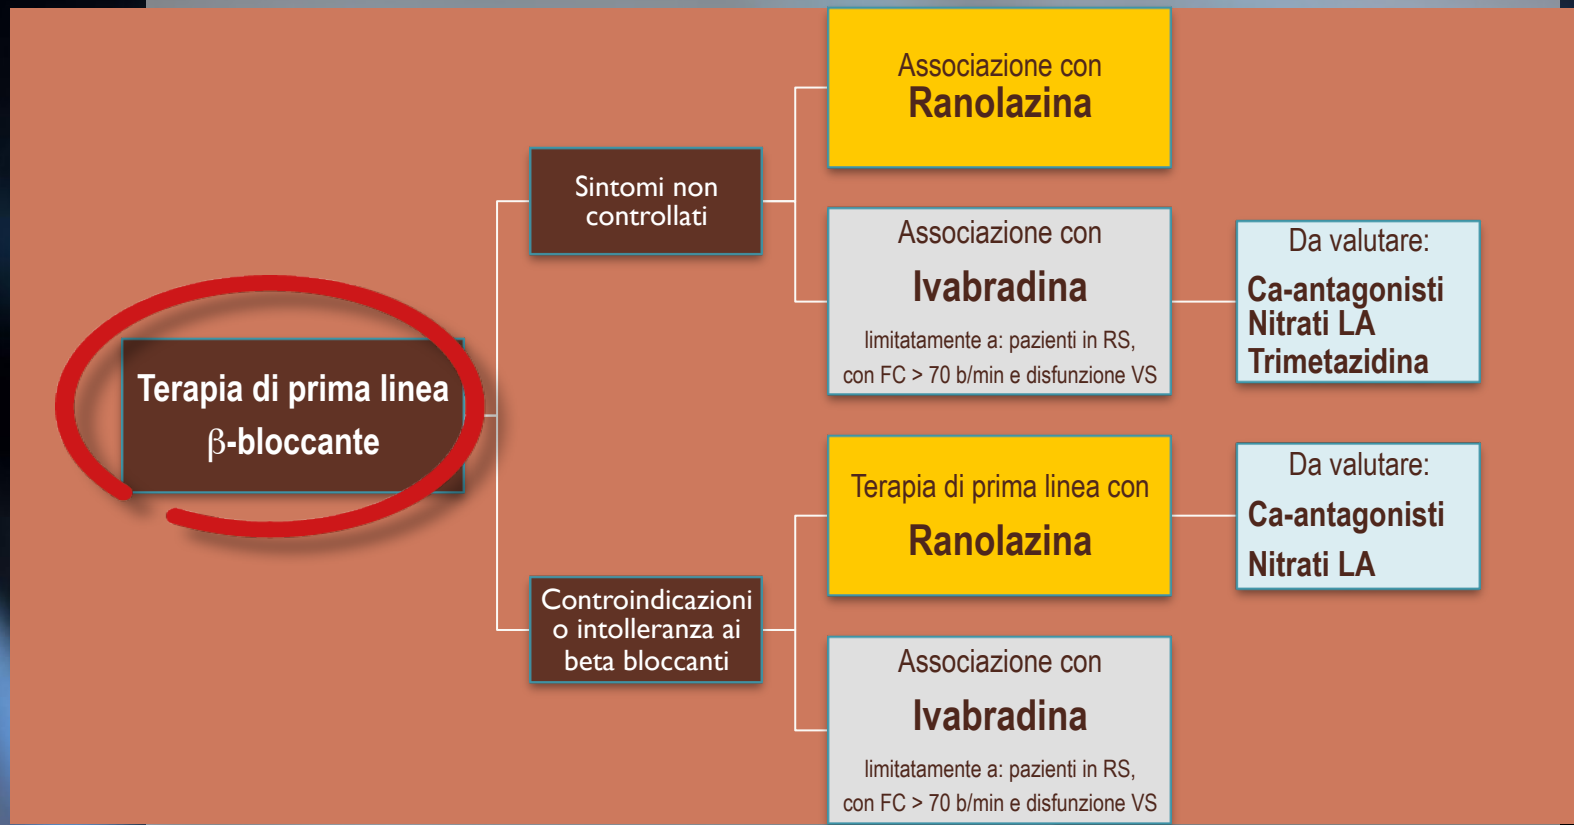 Associazione con
Ranolazina
Sintomi non
controllati
Associazione con
Ivabradina
limitatamente a: pazienti in RS,
con FC > 70 b/min e disfunzione VS
Da valutare:
Ca-antagonisti
Nitrati LA
Trimetazidina
Terapia di prima linea
β-bloccante
Terapia di prima linea con
Ranolazina
Da valutare:
Ca-antagonisti
Nitrati LA
Controindicazioni
o intolleranza ai
beta bloccanti
Associazione con
Ivabradina
limitatamente a: pazienti in RS,
con FC > 70 b/min e disfunzione VS